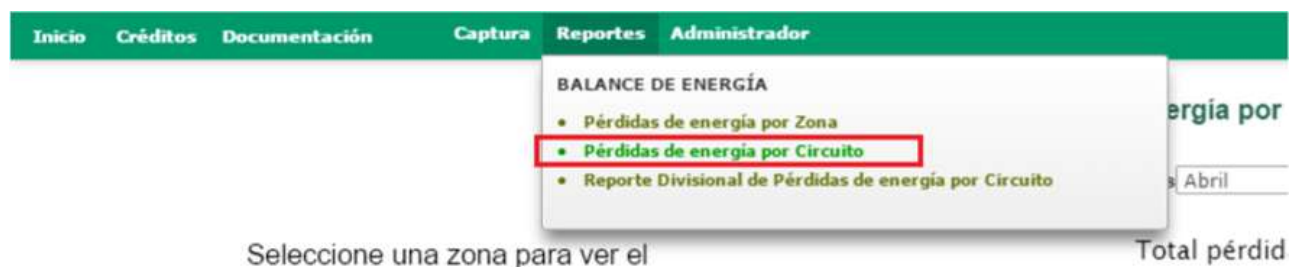 Inicio Créditos Documentación Captura Reportes Administrador
BALANCE DE ENERGÍA
• Pérdidas de energía por Zona
• Pérdidas de energía por Circuito
• Reporte Divisional de Pérdidas de energía por Circuito
ergía por
s Abril
Seleccione una zona para ver el
Total pérdid